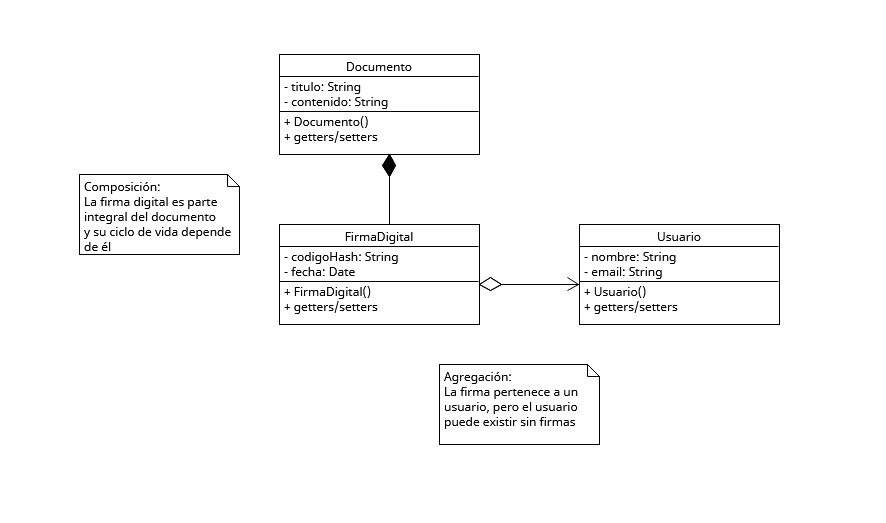 Documento
- titulo: String
- contenido: String
+ Documento()
+ getters/setters
Composición:
La firma digital es parte
integral del documento
y su ciclo de vida depende
de él
FirmaDigital
- codigoHash: String
- fecha: Date
+ FirmaDigital()
+ getters/setters
Usuario
- nombre: String
- email: String
+ Usuario()
+ getters/setters
Agregación:
La firma pertenece a un
usuario, pero el usuario
puede existir sin firmas